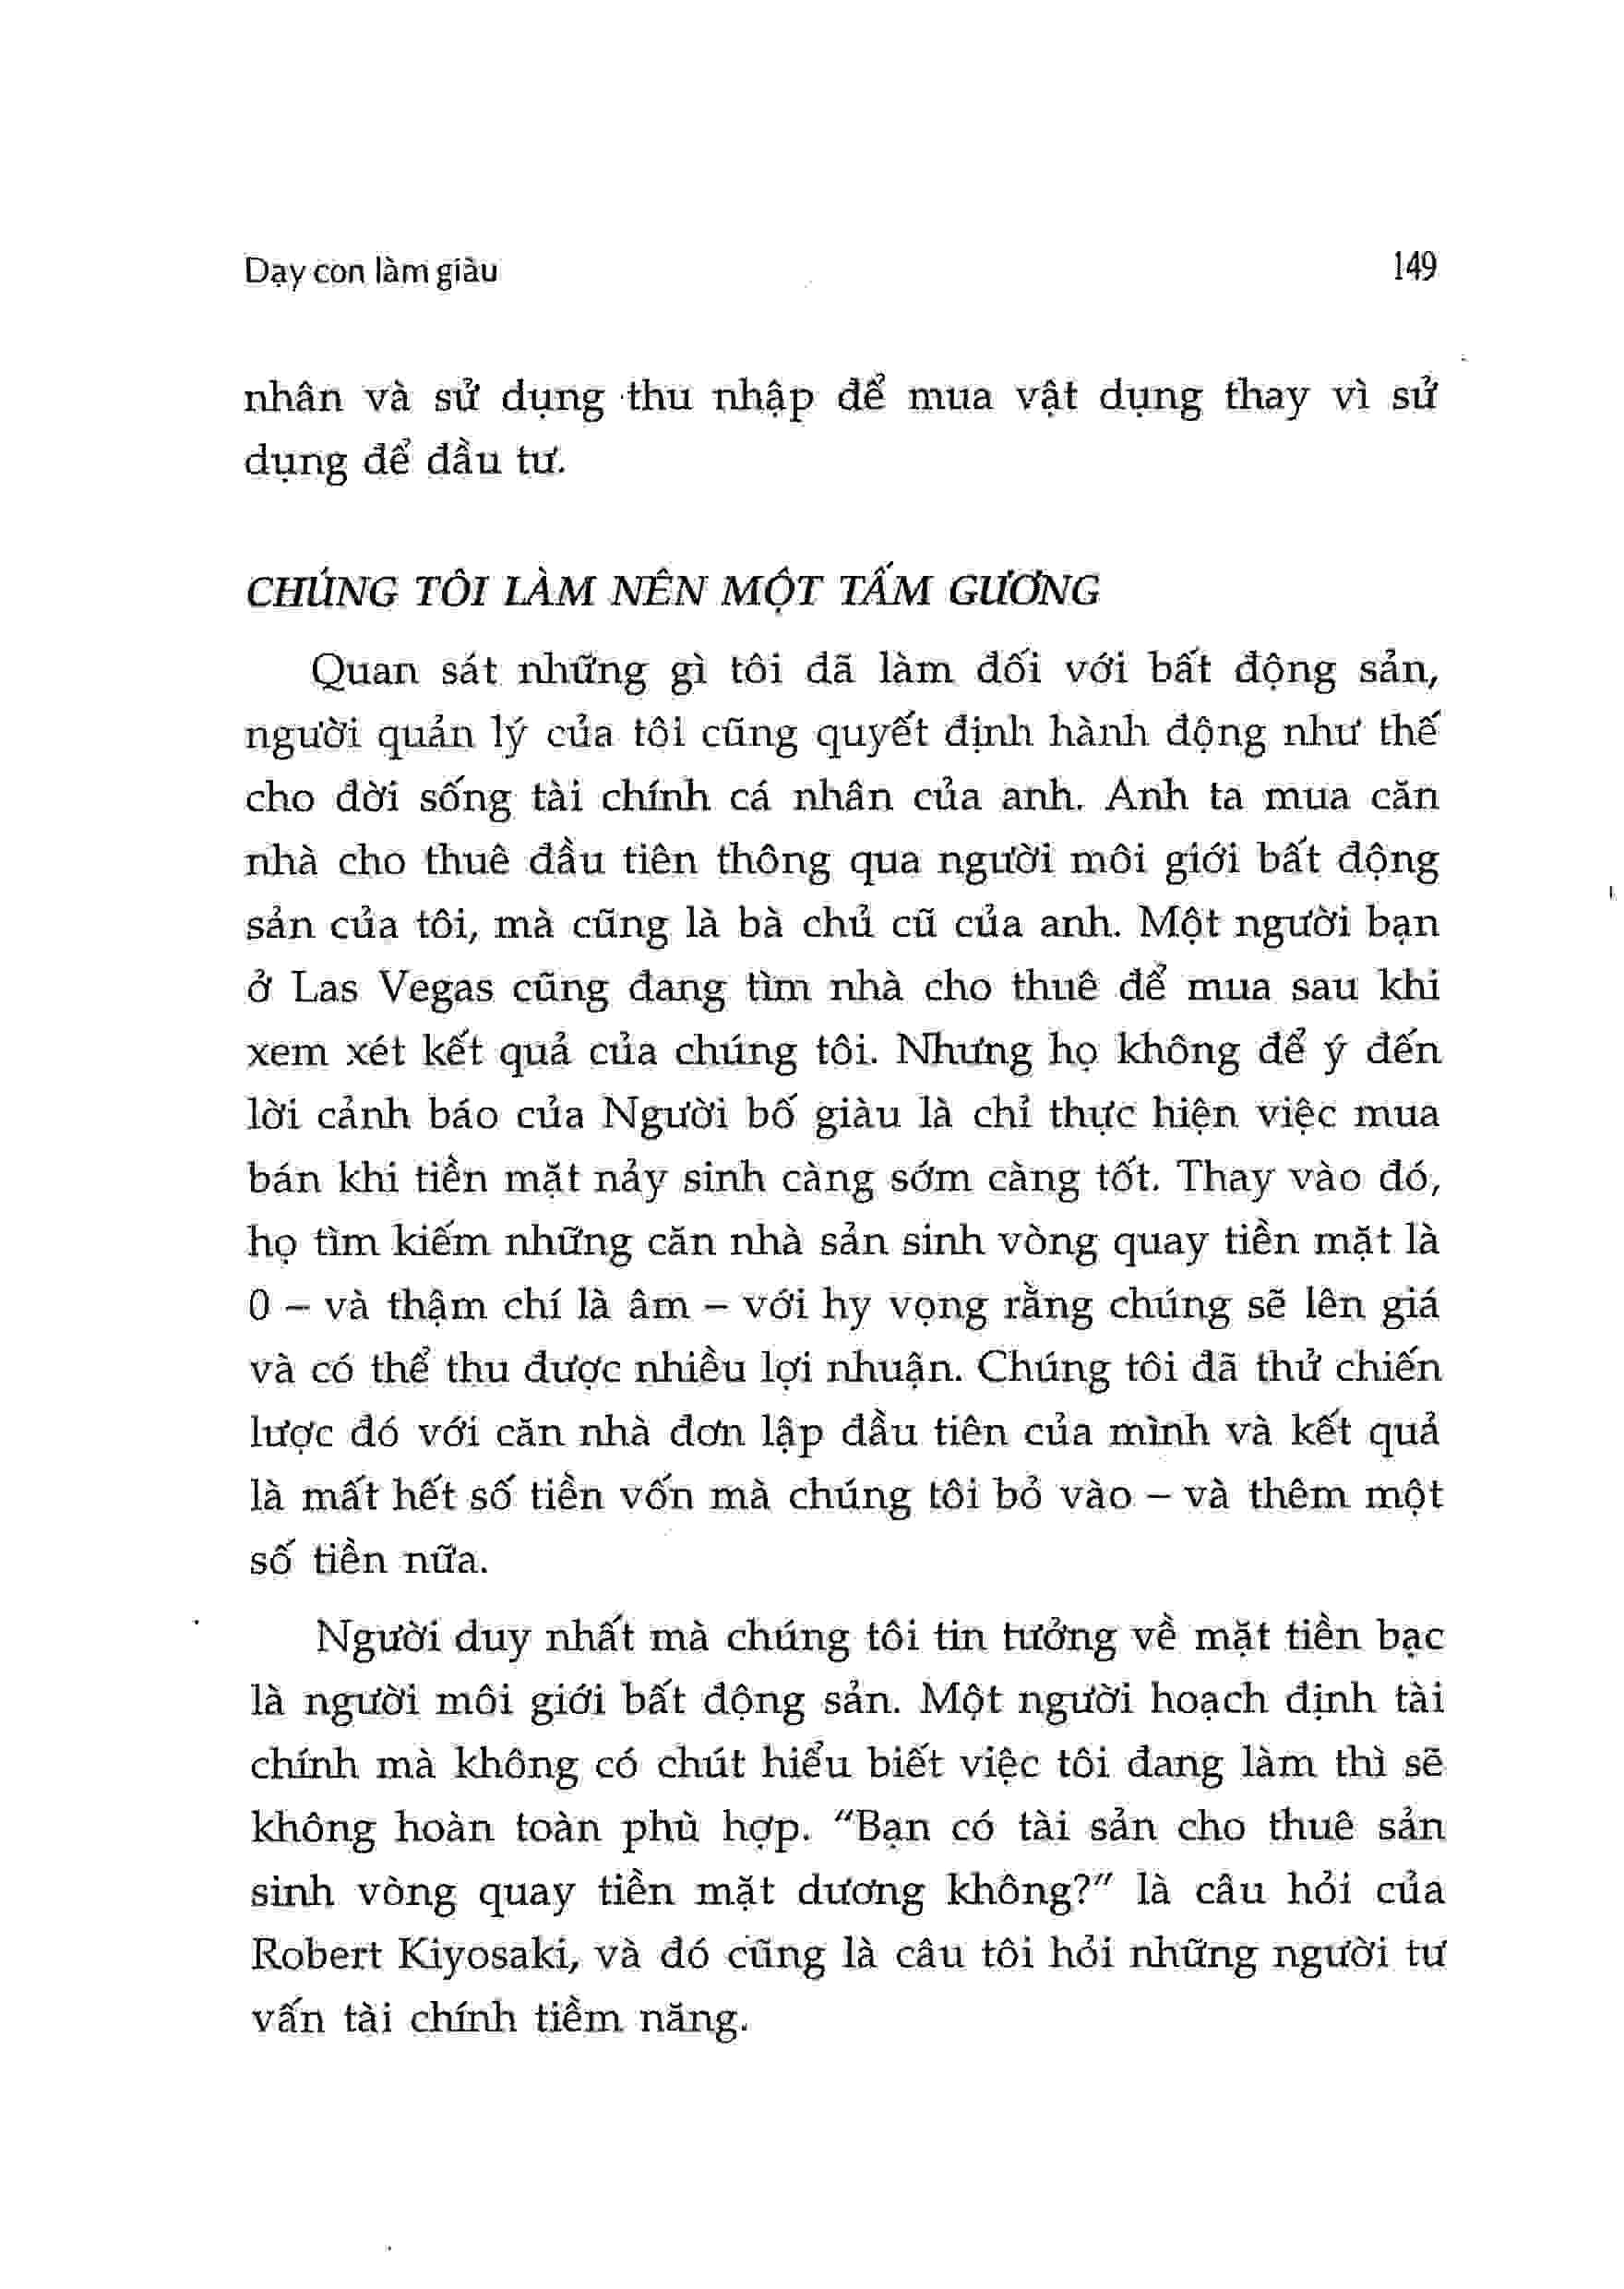 Dạy con làm giàu 149
nhân và sử dụng thu nhập để mua vật dụng thay vì sử
dụng để đầu tư.
CHÚNG TÔI LÀM NÊN MỘT TẤM GƯƠNG
Quan sát những gì tôi đã làm đối với bất động sản,
người quản lý của tôi cũng quyết định hành động như thế
cho đời sống tài chính cá nhân của anh. Anh ta mua căn
nhà cho thuê đầu tiên thông qua người môi giới bất động
sản của tôi, mà cũng là bà chủ cũ của anh. Một người bạn
ở Las Vegas cũng đang tìm nhà cho thuê để mua sau khi
xem xét kết quả của chúng tôi. Nhưng họ không để ý đến
lời cảnh báo của Người bố giàu là chỉ thực hiện việc mua
bán khi tiền mặt nảy sinh càng sớm càng tốt. Thay vào đó,
họ tìm kiếm những căn nhà sản sinh vòng quay tiền mặt là
0 – và thậm chí là âm – với hy vọng rằng chúng sẽ lên giá
và có thể thu được nhiều lợi nhuận. Chúng tôi đã thử chiến
lược đó với căn nhà đơn lập đầu tiên của mình và kết quả
là mất hết số tiền vốn mà chúng tôi bỏ vào – và thêm một
số tiền nữa.
Người duy nhất mà chúng tôi tin tưởng về mặt tiền bạc
là người môi giới bất động sản. Một người hoạch định tài
chính mà không có chút hiểu biết việc tôi đang làm thì sẽ
không hoàn toàn phù hợp. "Bạn có tài sản cho thuê sản
sinh vòng quay tiền mặt dương không?" là câu hỏi của
Robert Kiyosaki, và đó cũng là câu tôi hỏi những người tư
vấn tài chính tiềm năng.